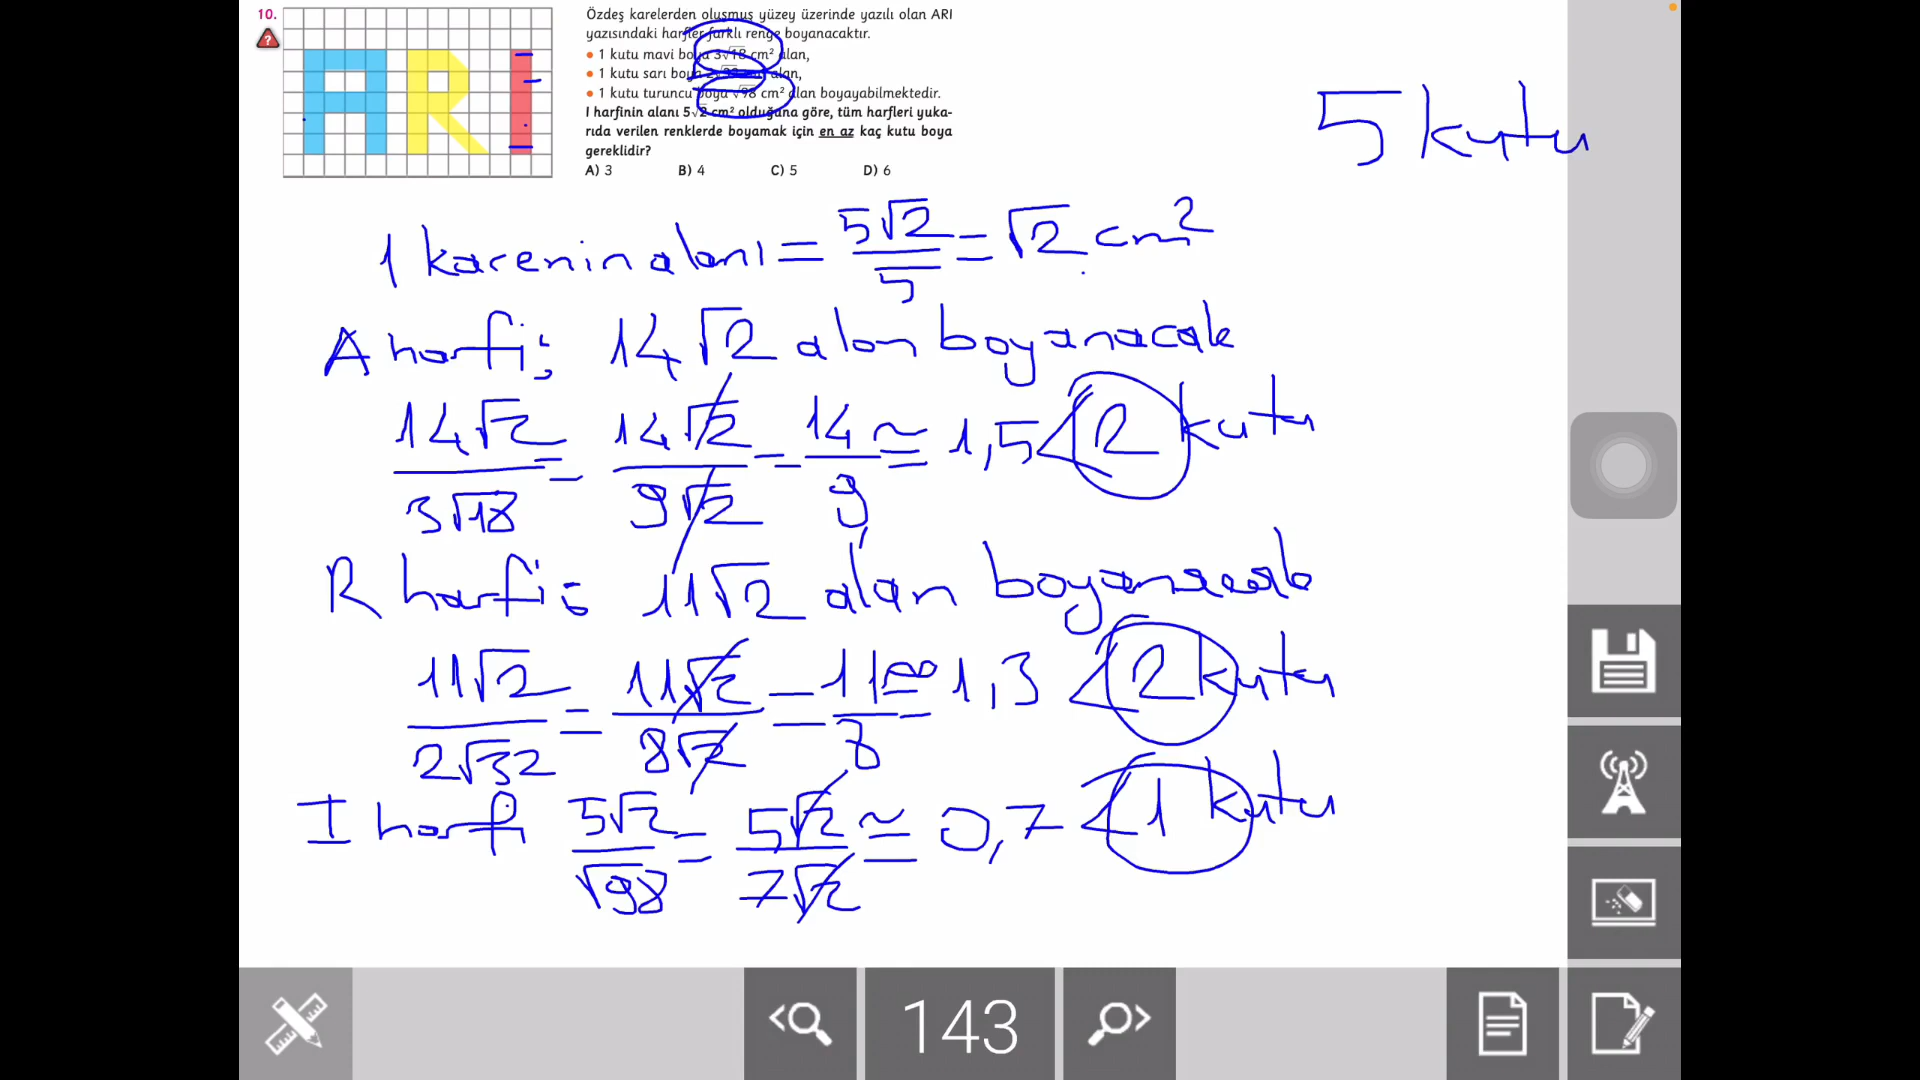 10.
Özdeş karelerden oluşmuş yüzey üzerinde yazılı olan ARI
yazısındaki harfler farklı renge boyanacaktır.
• 1 kutu mavi boya 3√18 cm² alan,
• 1 kutu sarı boya alan,
• 1 kutu turuncu boya √98 cm² alan boyayabilmektedir.
I harfinin alanı 5√2 cm² olduğuna göre, tüm harfleri yuka-
rıda verilen renklerde boyamak için en az kaç kutu boya
gereklidir?
A) 3 B) 4 C) 5 D) 6
ARI
5 kutu
1 karenin alanı = 5√2/5 = √2 cm²
A harfi; 14√2 alan boyanacak
14√2/3√18 = 14√2/9√2 = 14/9 ≅ 1,5 < 2 kutu
R harfi: 11√2 alan boyanacak
11√2/2√32 = 11√2/8√2 = 11/8 ≅ 1,3 < 2 kutu
I harfi 5√2/√98 = 5√2/7√2 ≅ 0,7 < 1 kutu
143